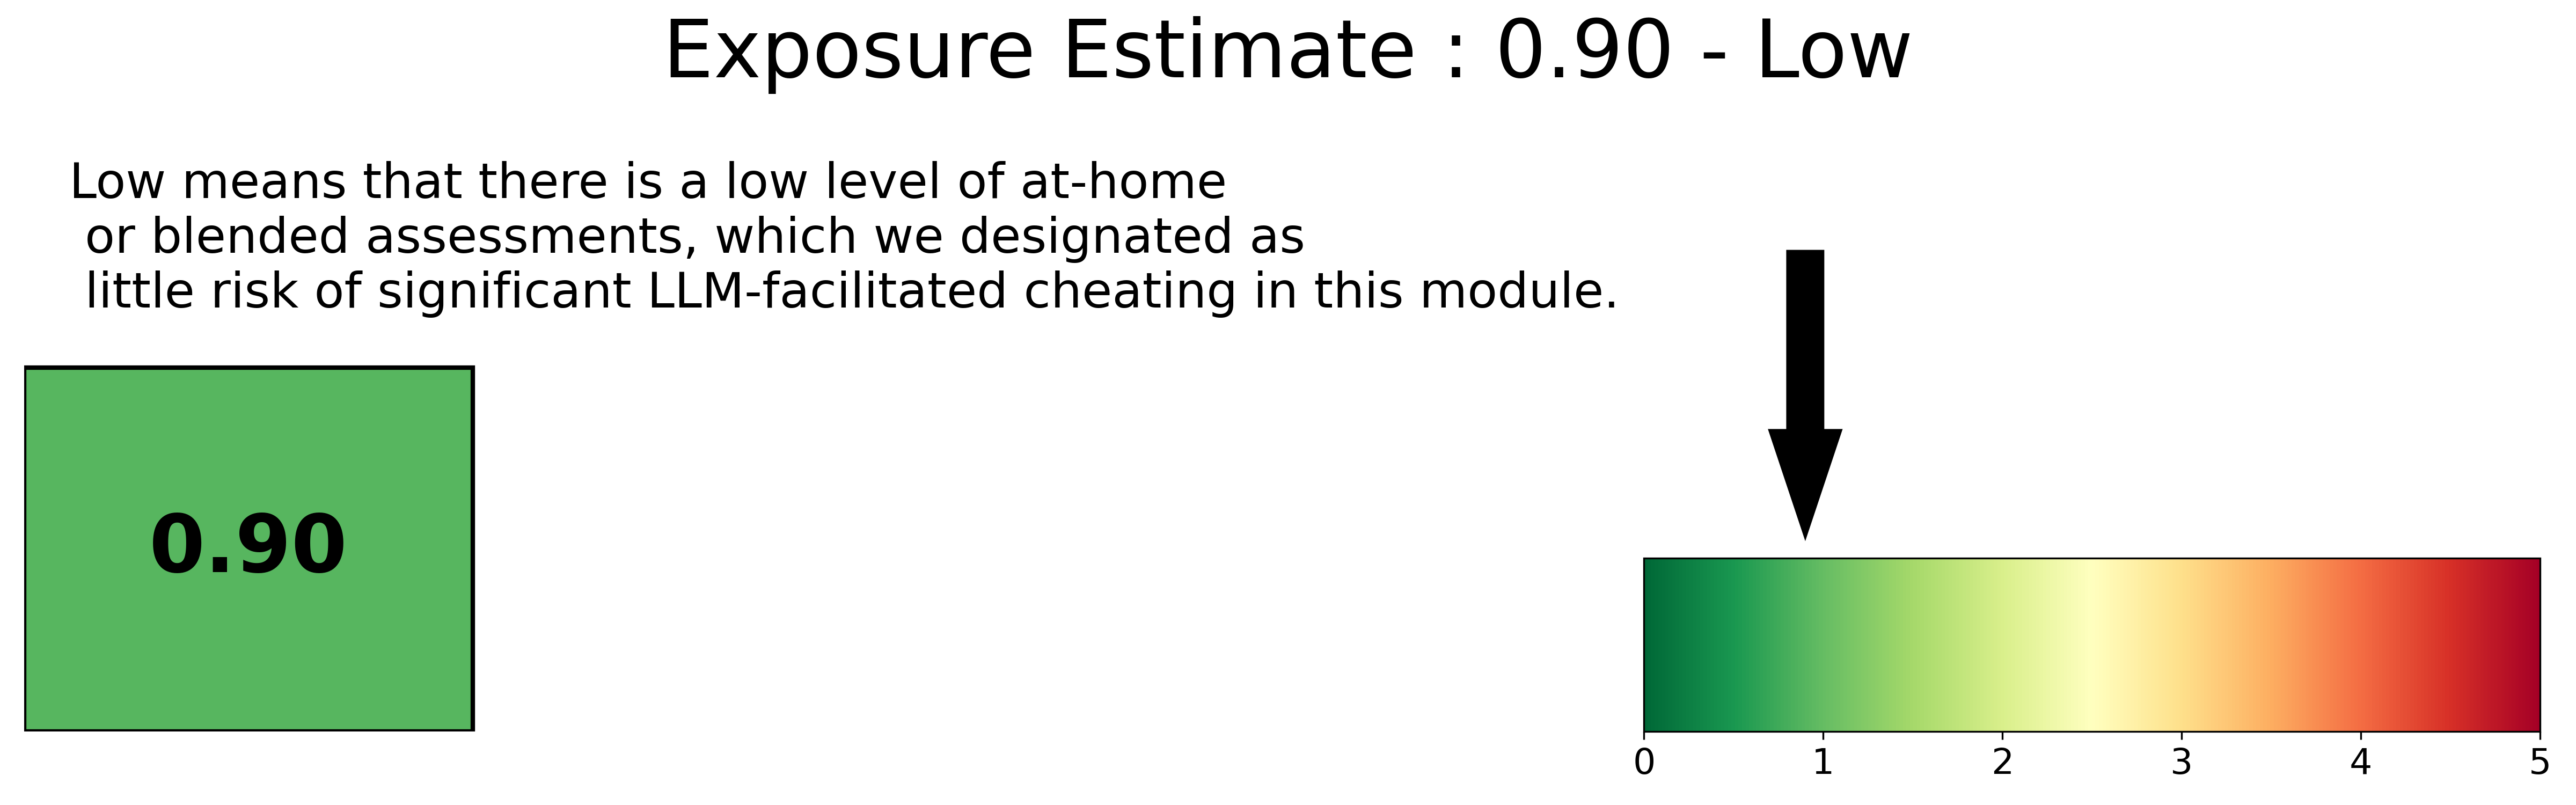 Exposure Estimate : 0.90 - Low
Low means that there is a low level of at-home
or blended assessments, which we designated as
little risk of significant LLM-facilitated cheating in this module.
0.90
0 1 2 3 4 5